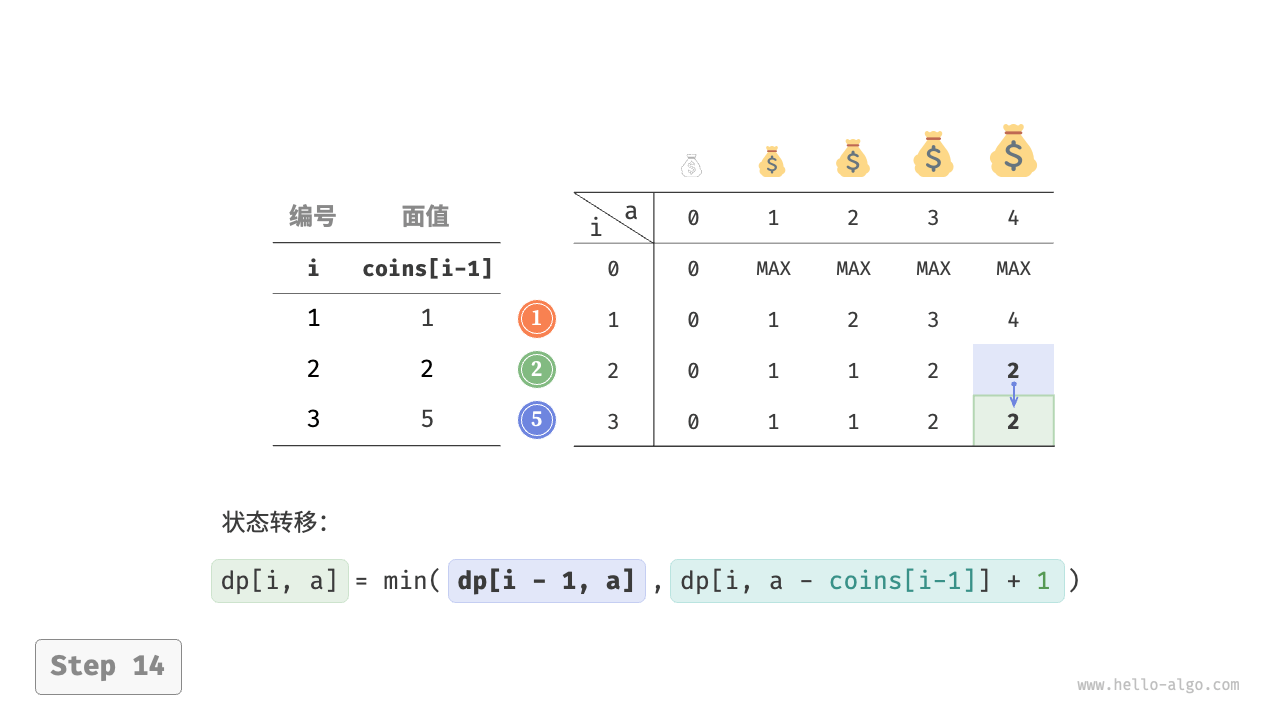 编号 面值
i coins[i-1]
1 1
2 2
3 5
1
2
5
$ $ $ $ $
i a 0 1 2 3 4
0 0 MAX MAX MAX MAX
1 0 1 2 3 4
2 0 1 1 2 2
3 0 1 1 2 2
状态转移：
dp[i, a] = min( dp[i - 1, a] , dp[i, a - coins[i-1]] + 1 )
Step 14
www.hello-algo.com